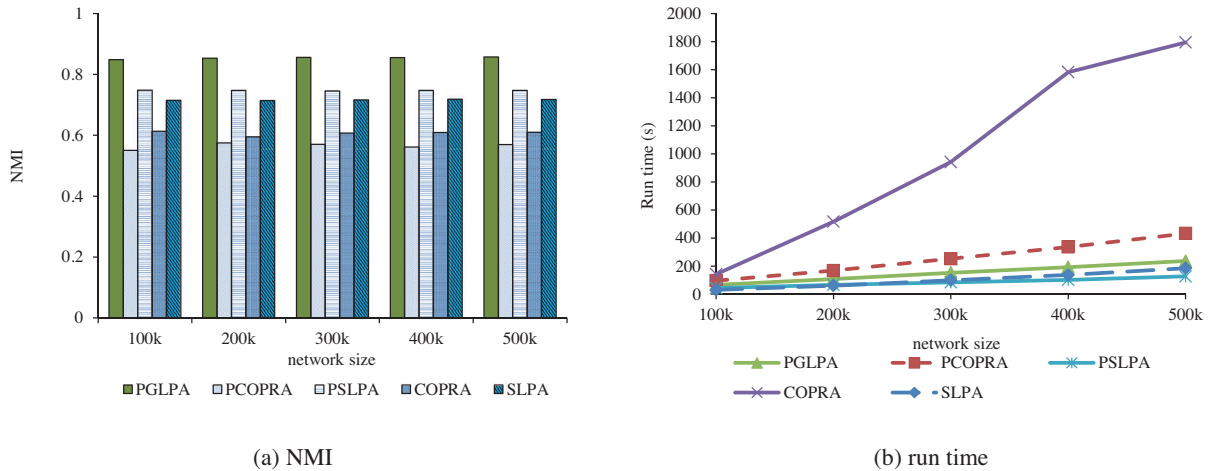 1
0.8
0.6
0.4
0.2
0
NMI
100k 200k 300k 400k 500k
network size
PGLPA PCOPRA PSLPA COPRA SLPA
(a) NMI
2000
1800
1600
1400
1200
1000
800
600
400
200
0
Run time (s)
100k 200k 300k 400k 500k
network size
PGLPA PCOPRA PSLPA
COPRA SLPA
(b) run time